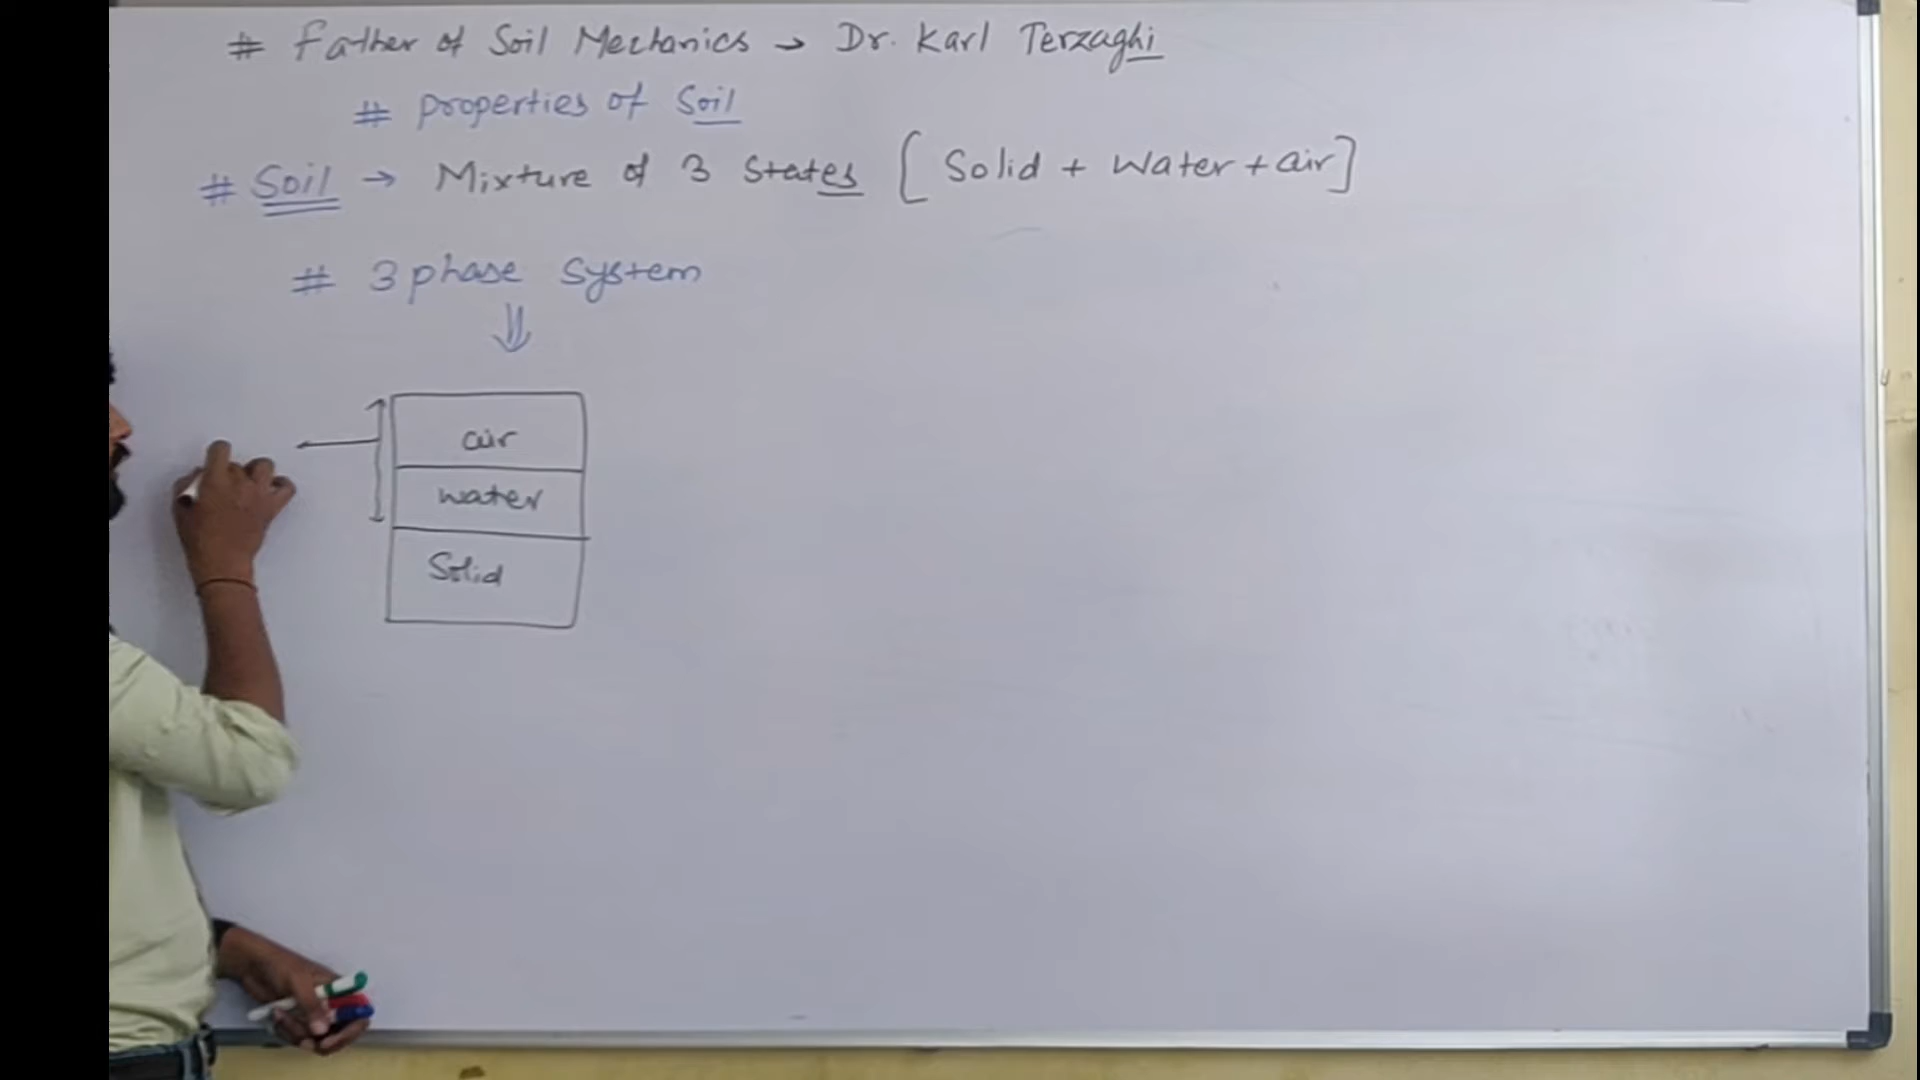 # Father of Soil Mechanics → Dr. Karl Terzaghi
# properties of Soil
# Soil → Mixture of 3 States [Solid + Water + air]
# 3 phase System
air
water
Solid